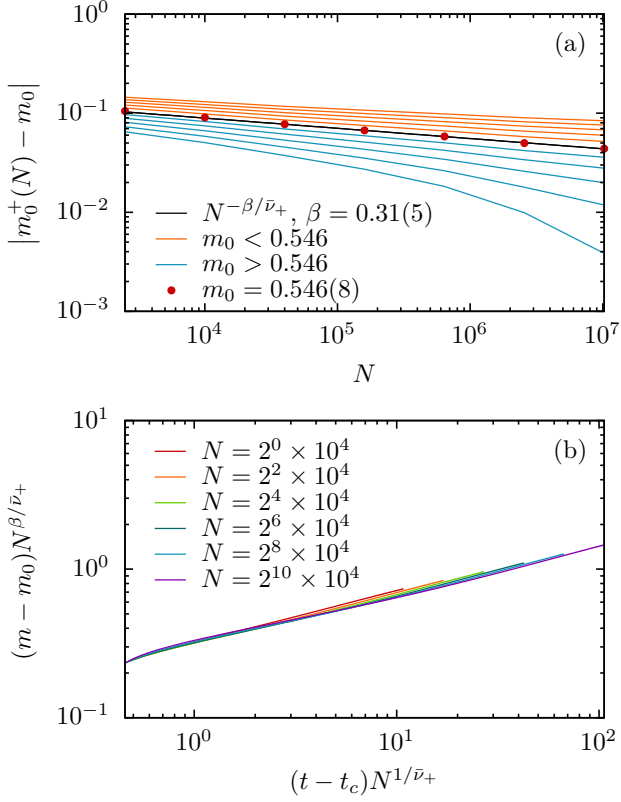 (a)
|m₀⁺(N) − m₀|
10⁰
10⁻¹
10⁻²
10⁻³
N^{−β/ν̄₊}, β = 0.31(5)
m₀ < 0.546
m₀ > 0.546
m₀ = 0.546(8)
10⁴ 10⁵ 10⁶ 10⁷
N
(b)
(m − m₀)N^{β/ν̄₊}
10¹
10⁰
10⁻¹
N = 2⁰ × 10⁴
N = 2² × 10⁴
N = 2⁴ × 10⁴
N = 2⁶ × 10⁴
N = 2⁸ × 10⁴
N = 2¹⁰ × 10⁴
10⁰ 10¹ 10²
(t − t_c)N^{1/ν̄₊}